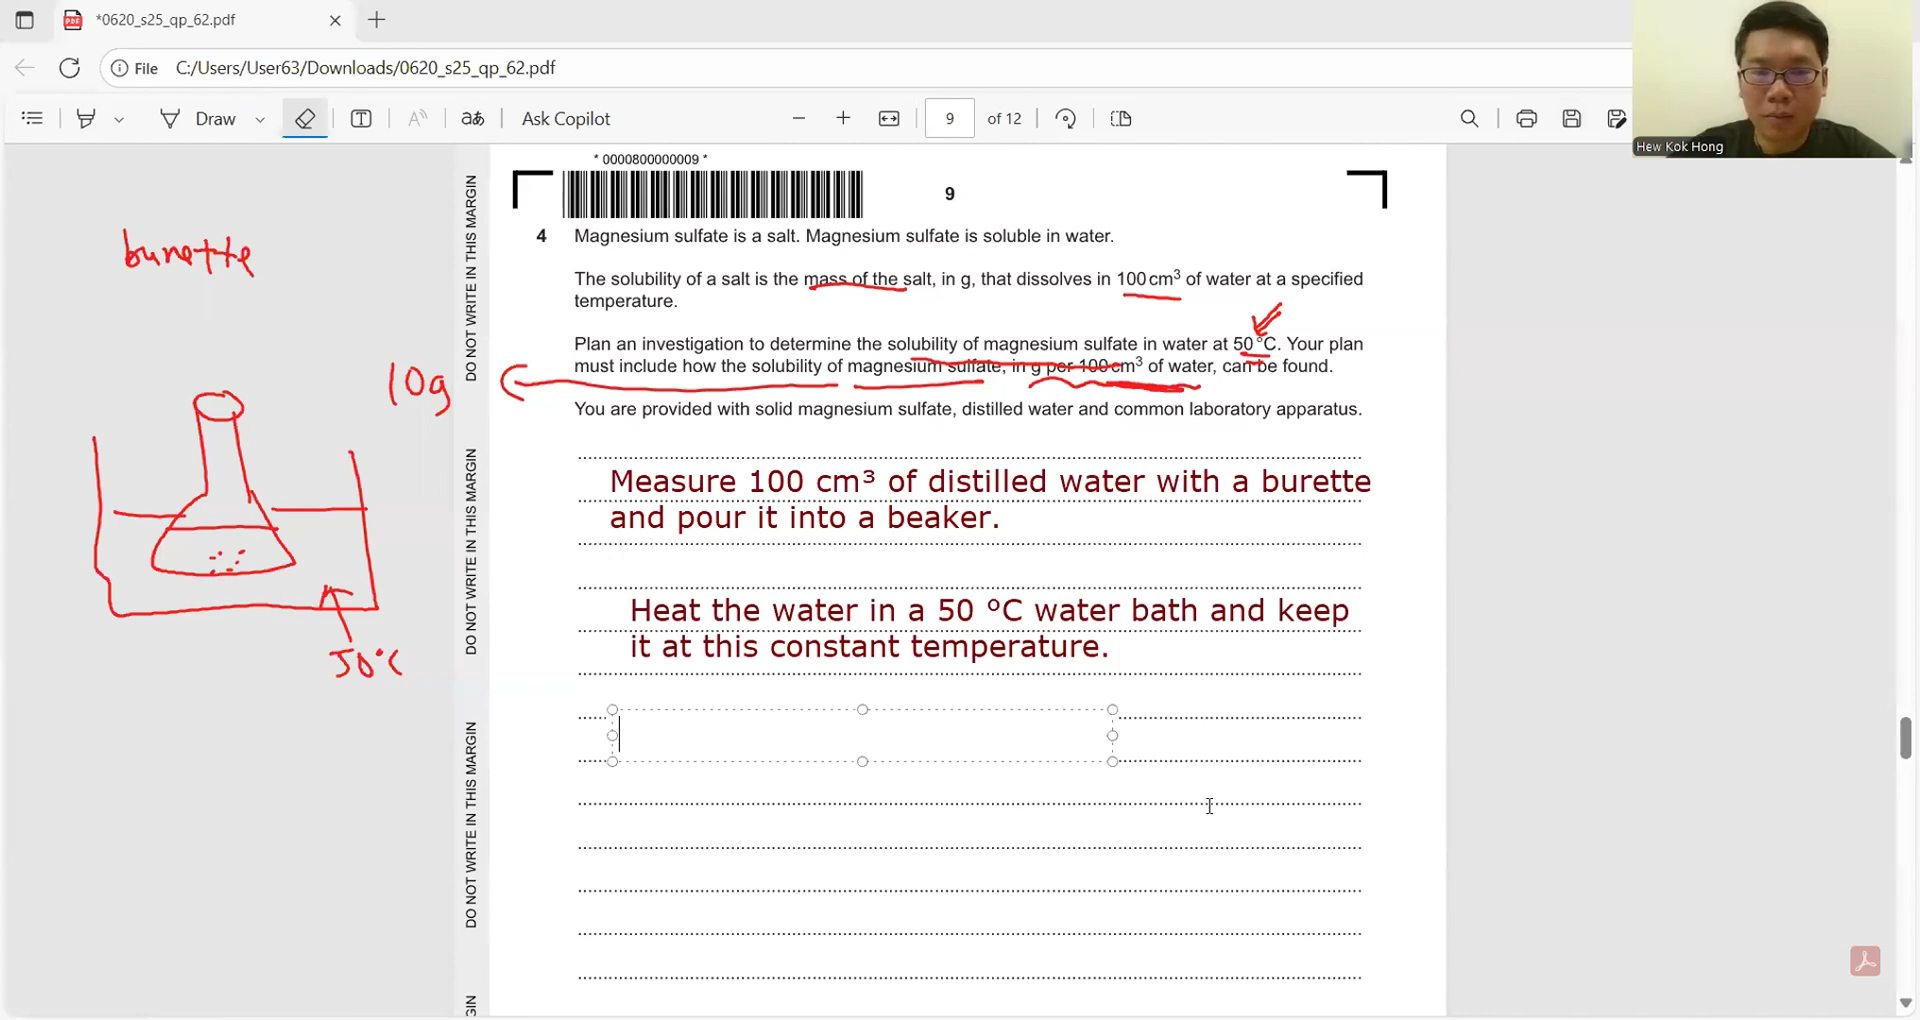 *0620_s25_qp_62.pdf
File C:/Users/User63/Downloads/0620_s25_qp_62.pdf
Draw
aあ
Ask Copilot
9 of 12
Hew Kok Hong
* 0000800000009 *
9
DO NOT WRITE IN THIS MARGIN
DO NOT WRITE IN THIS MARGIN
DO NOT WRITE IN THIS MARGIN
burette
10g
50°C
4 Magnesium sulfate is a salt. Magnesium sulfate is soluble in water.
The solubility of a salt is the mass of the salt, in g, that dissolves in 100 cm³ of water at a specified
temperature.
Plan an investigation to determine the solubility of magnesium sulfate in water at 50 °C. Your plan
must include how the solubility of magnesium sulfate, in g per 100 cm³ of water, can be found.
You are provided with solid magnesium sulfate, distilled water and common laboratory apparatus.
Measure 100 cm³ of distilled water with a burette
and pour it into a beaker.
Heat the water in a 50 °C water bath and keep
it at this constant temperature.